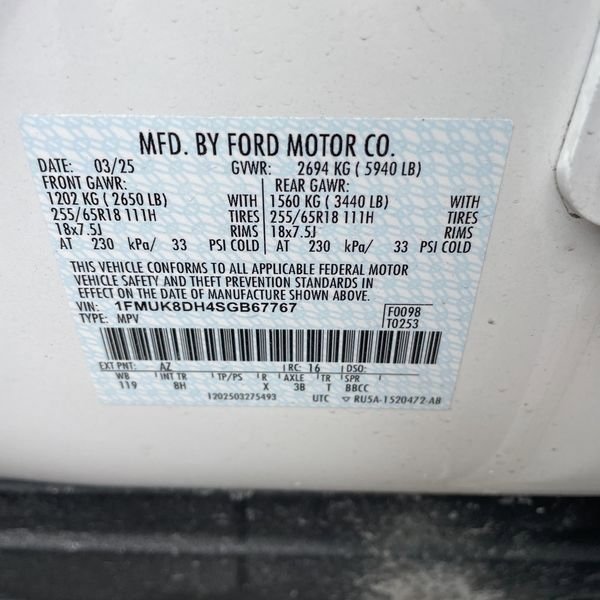 MFD. BY FORD MOTOR CO.
DATE: 03/25 GVWR: 2694 KG ( 5940 LB)
FRONT GAWR: REAR GAWR:
1202 KG ( 2650 LB) WITH 1560 KG ( 3440 LB) WITH
255/65R18 111H TIRES 255/65R18 111H TIRES
18x7.5J RIMS 18x7.5J RIMS
AT 230 kPa/ 33 PSI COLD AT 230 kPa/ 33 PSI COLD
THIS VEHICLE CONFORMS TO ALL APPLICABLE FEDERAL MOTOR
VEHICLE SAFETY AND THEFT PREVENTION STANDARDS IN
EFFECT ON THE DATE OF MANUFACTURE SHOWN ABOVE.
VIN: 1FMUK8DH4SGB67767 F0098
TYPE: MPV T0253
EXT PNT: AZ RC: 16 DSO:
WB INT TR TP/PS R AXLE TR SPR
119 8H X 3B T BBCC
1202503275493 UTC ▽ RU5A-1520472-AB